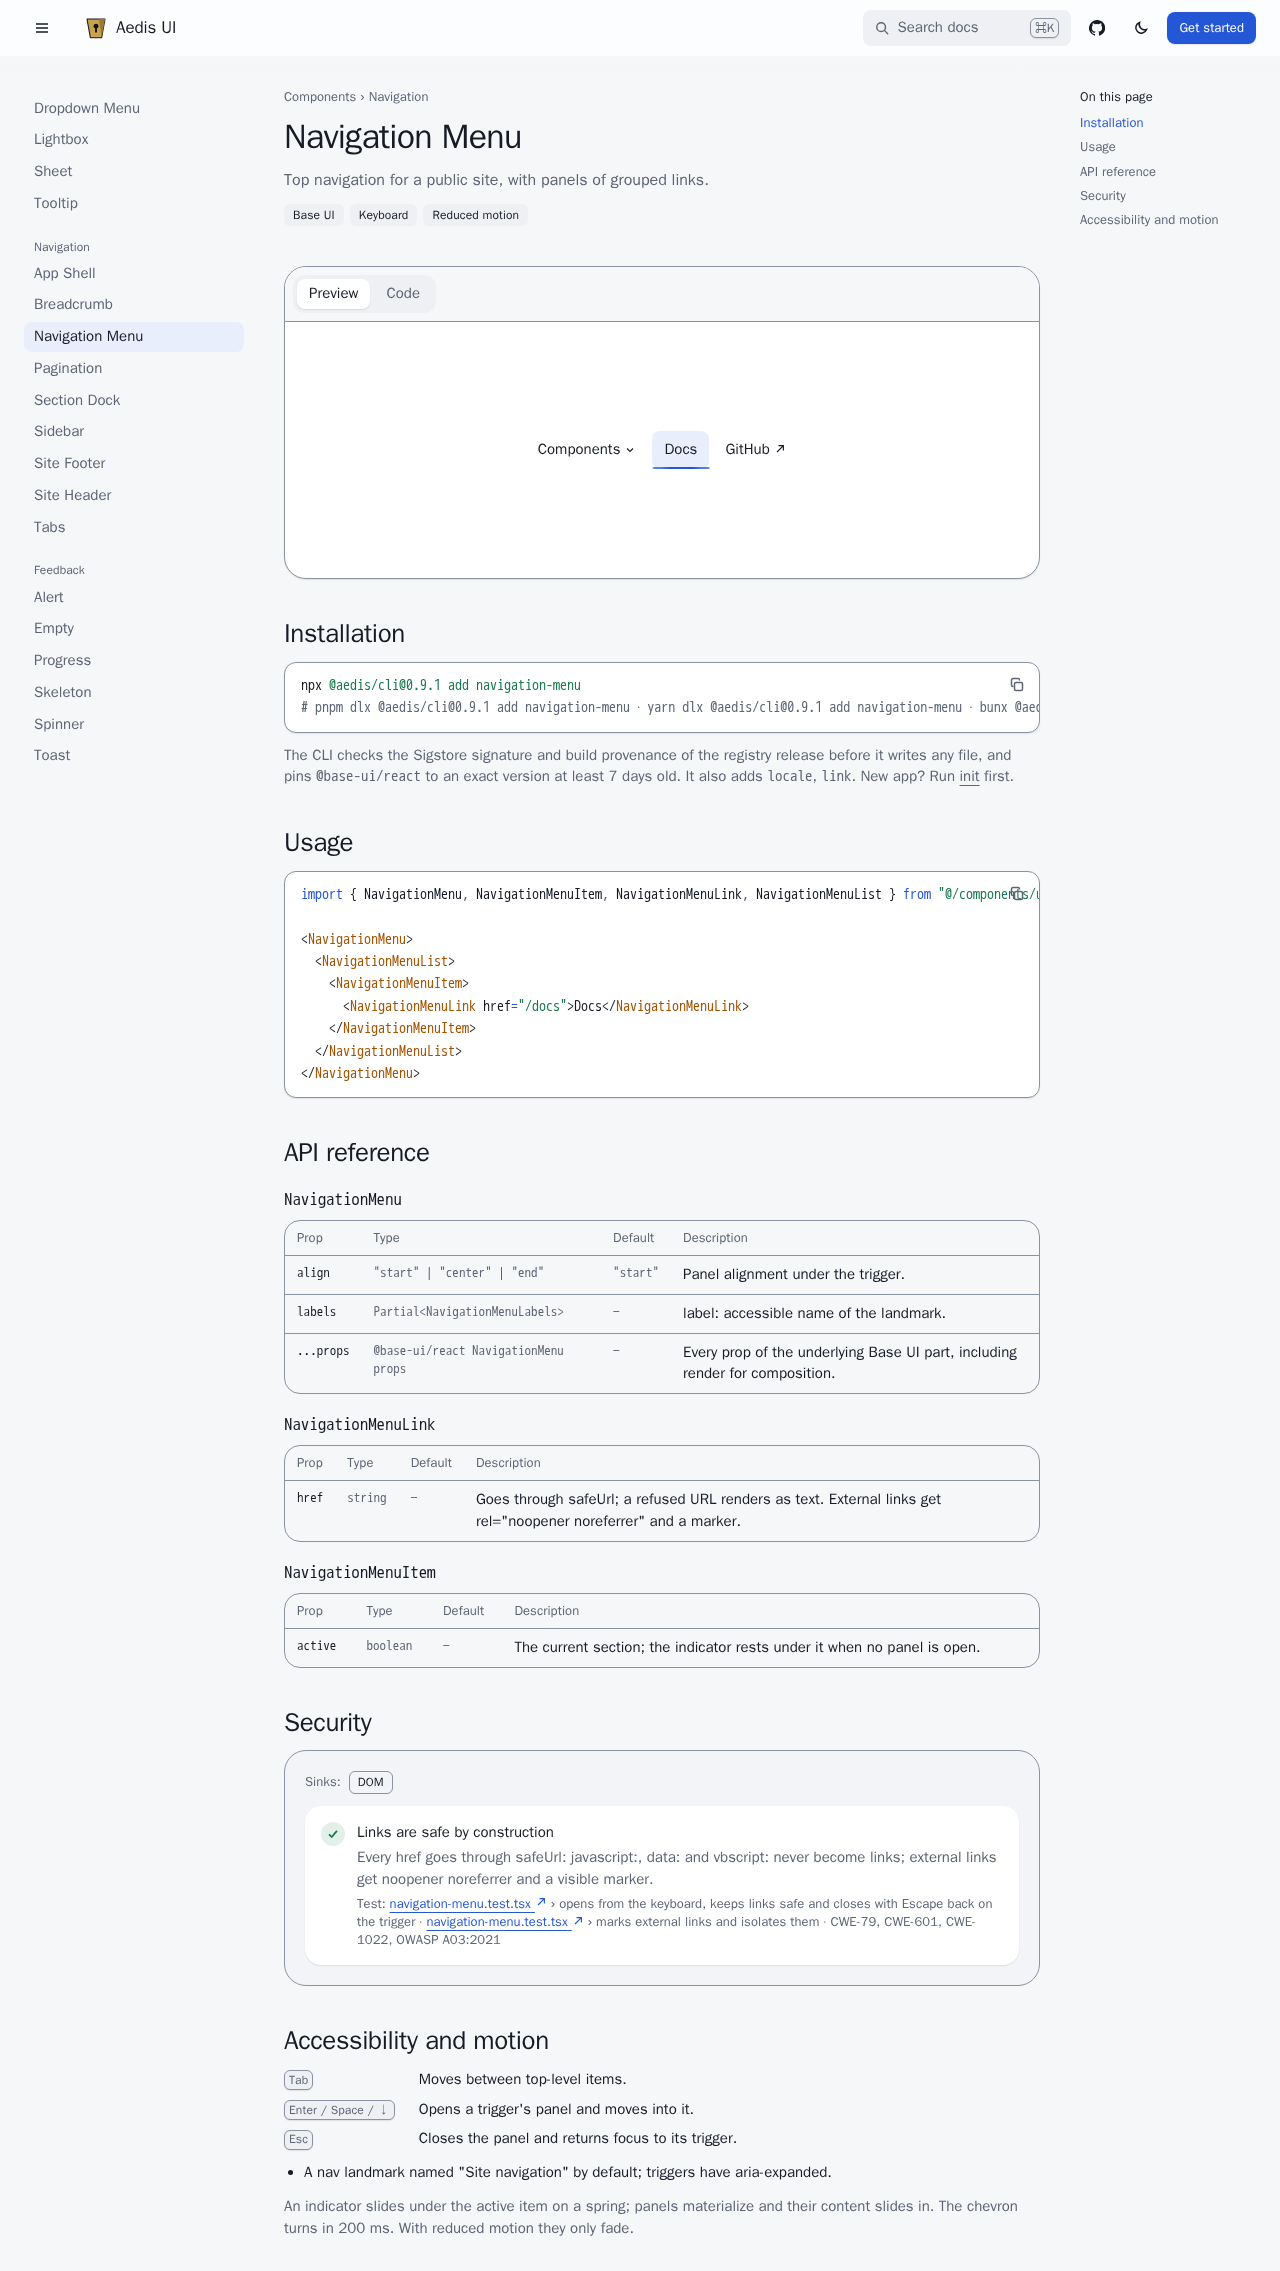 Aedis UI
Search docs
⌘K
Get started
Dropdown Menu
Lightbox
Sheet
Tooltip
Navigation
App Shell
Breadcrumb
Navigation Menu
Pagination
Section Dock
Sidebar
Site Footer
Site Header
Tabs
Feedback
Alert
Empty
Progress
Skeleton
Spinner
Toast
Components › Navigation
Navigation Menu
Top navigation for a public site, with panels of grouped links.
Base UI
Keyboard
Reduced motion
Preview
Code
Components
Docs
GitHub ↗
Installation
npx @aedis/cli@0.9.1 add navigation-menu
# pnpm dlx @aedis/cli@0.9.1 add navigation-menu · yarn dlx @aedis/cli@0.9.1 add navigation-menu · bunx @aed
The CLI checks the Sigstore signature and build provenance of the registry release before it writes any file, and
pins @base-ui/react to an exact version at least 7 days old. It also adds locale, link. New app? Run init first.
Usage
import { NavigationMenu, NavigationMenuItem, NavigationMenuLink, NavigationMenuList } from "@/components/u
<NavigationMenu>
<NavigationMenuList>
<NavigationMenuItem>
<NavigationMenuLink href="/docs">Docs</NavigationMenuLink>
</NavigationMenuItem>
</NavigationMenuList>
</NavigationMenu>
API reference
NavigationMenu
Prop Type Default Description
align "start" | "center" | "end" "start" Panel alignment under the trigger.
labels Partial<NavigationMenuLabels> — label: accessible name of the landmark.
...props @base-ui/react NavigationMenu props — Every prop of the underlying Base UI part, including
render for composition.
NavigationMenuLink
Prop Type Default Description
href string — Goes through safeUrl; a refused URL renders as text. External links get
rel="noopener noreferrer" and a marker.
NavigationMenuItem
Prop Type Default Description
active boolean — The current section; the indicator rests under it when no panel is open.
Security
Sinks: DOM
Links are safe by construction
Every href goes through safeUrl: javascript:, data: and vbscript: never become links; external links
get noopener noreferrer and a visible marker.
Test: navigation-menu.test.tsx ↗ › opens from the keyboard, keeps links safe and closes with Escape back on
the trigger · navigation-menu.test.tsx ↗ › marks external links and isolates them · CWE-79, CWE-601, CWE-
1022, OWASP A03:2021
Accessibility and motion
Tab Moves between top-level items.
Enter / Space / ↓ Opens a trigger's panel and moves into it.
Esc Closes the panel and returns focus to its trigger.
• A nav landmark named "Site navigation" by default; triggers have aria-expanded.
An indicator slides under the active item on a spring; panels materialize and their content slides in. The chevron
turns in 200 ms. With reduced motion they only fade.
On this page
Installation
Usage
API reference
Security
Accessibility and motion